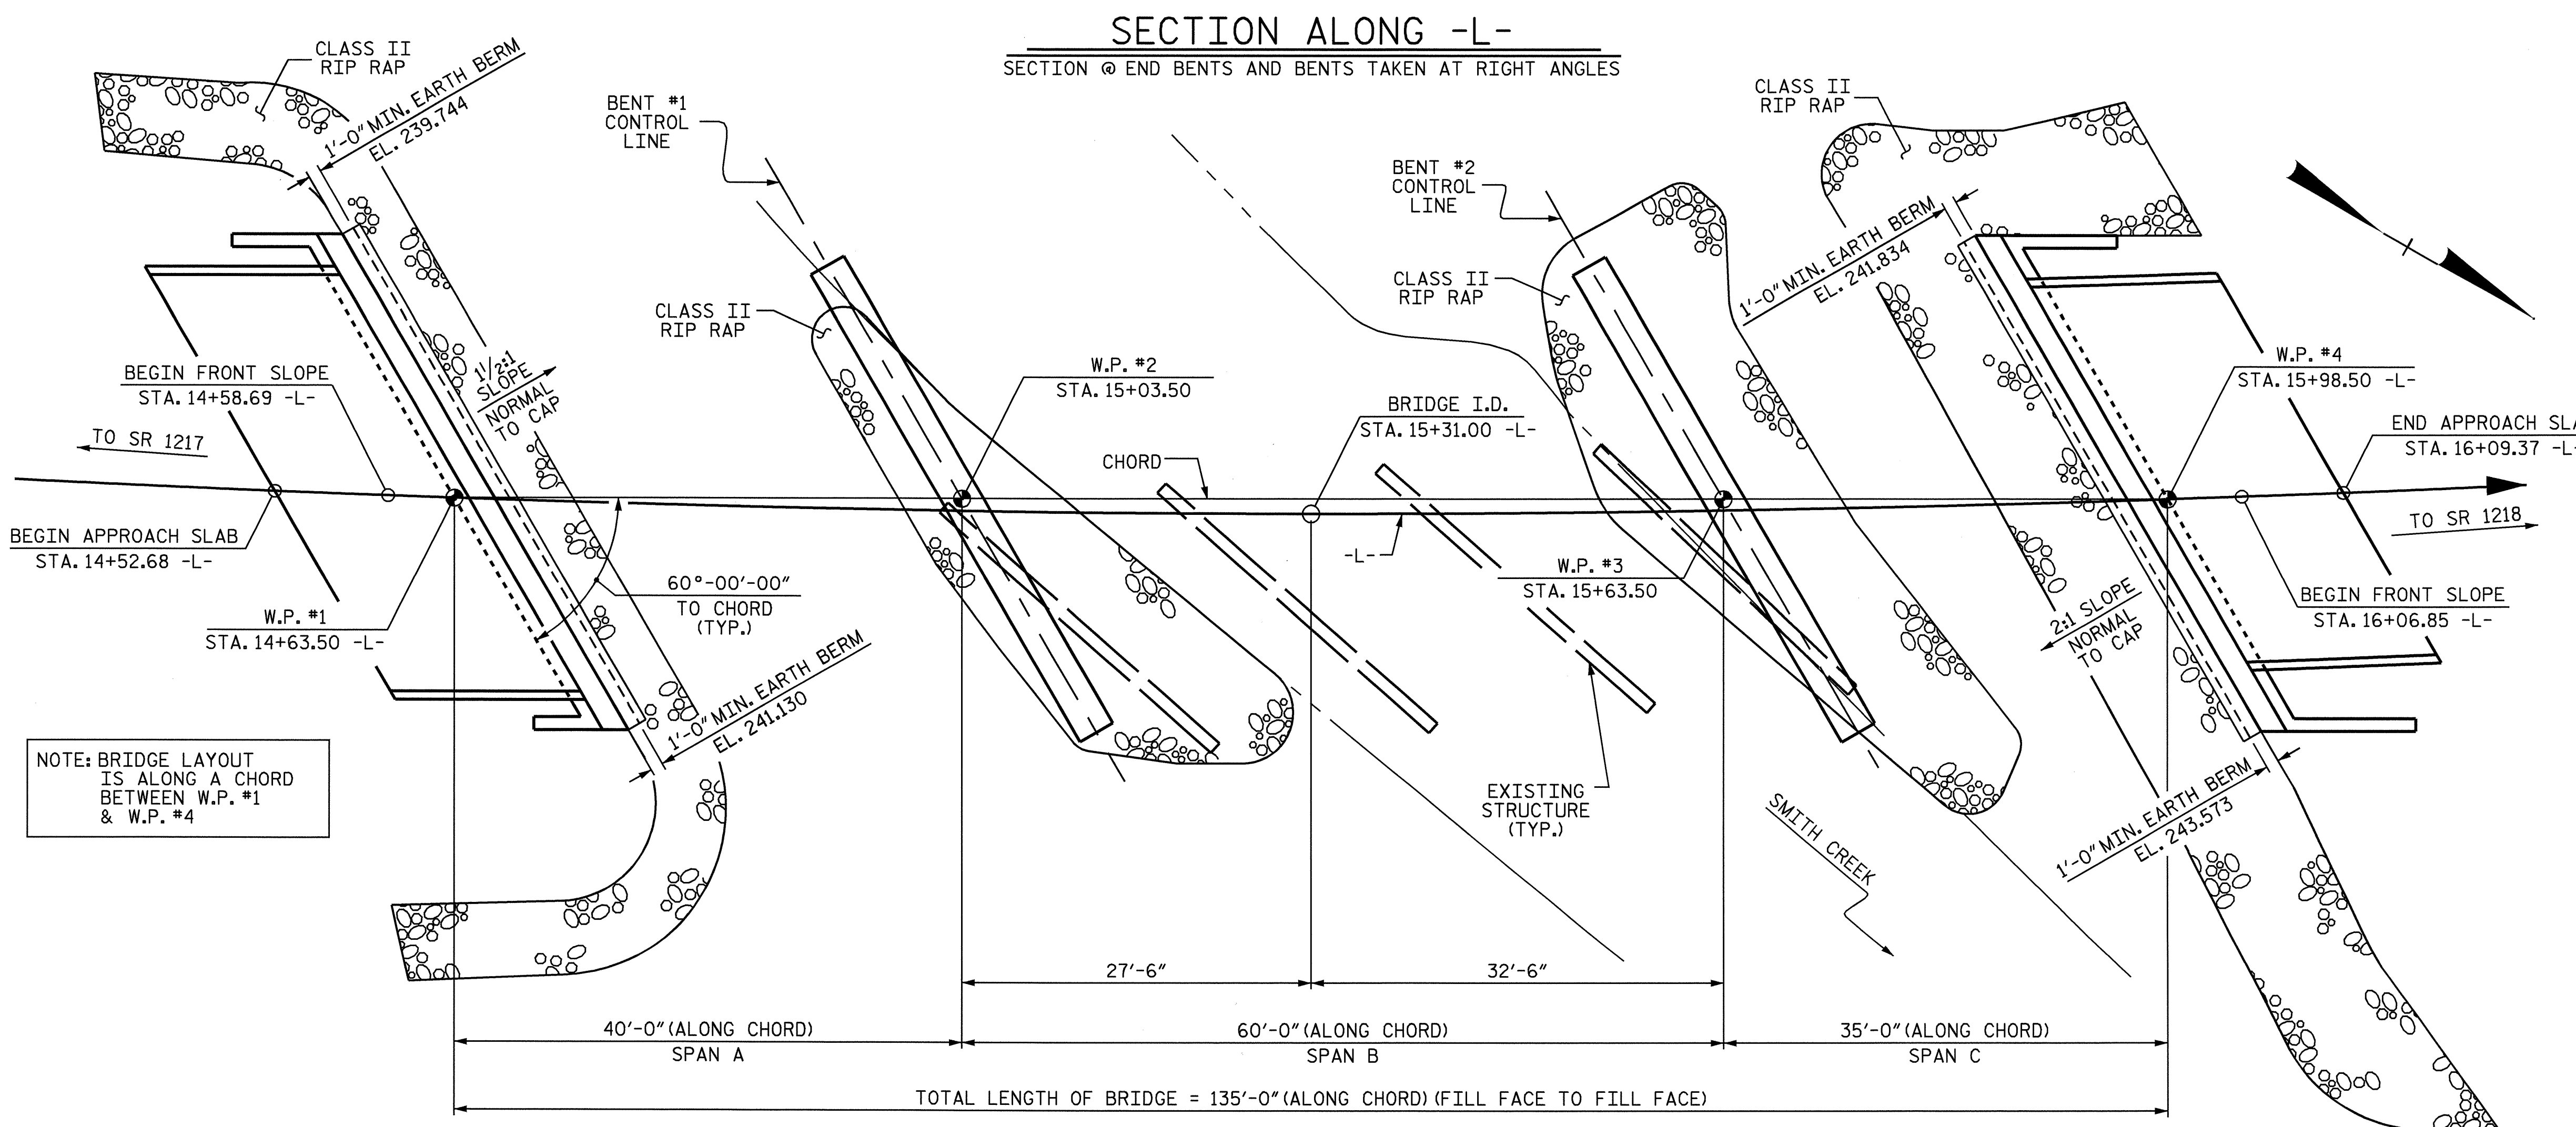 SECTION ALONG -L-
SECTION @ END BENTS AND BENTS TAKEN AT RIGHT ANGLES
CLASS II
RIP RAP
1'-0" MIN. EARTH BERM
EL. 239.744
BENT #1
CONTROL
LINE
CLASS II
RIP RAP
BENT #2
CONTROL
LINE
CLASS II
RIP RAP
CLASS II
RIP RAP
1'-0" MIN. EARTH BERM
EL. 241.834
BEGIN FRONT SLOPE
STA. 14+58.69 -L-
TO SR 1217
1 1/2:1
SLOPE
NORMAL
TO CAP
W.P. #2
STA. 15+03.50
BRIDGE I.D.
STA. 15+31.00 -L-
CHORD
W.P. #4
STA. 15+98.50 -L-
END APPROACH SLA
STA. 16+09.37 -L-
BEGIN APPROACH SLAB
STA. 14+52.68 -L-
W.P. #1
STA. 14+63.50 -L-
60°-00'-00"
TO CHORD
(TYP.)
-L-
W.P. #3
STA. 15+63.50
TO SR 1218
BEGIN FRONT SLOPE
STA. 16+06.85 -L-
2:1 SLOPE
NORMAL
TO CAP
1'-0" MIN. EARTH BERM
EL. 241.130
NOTE: BRIDGE LAYOUT
IS ALONG A CHORD
BETWEEN W.P. #1
& W.P. #4
EXISTING
STRUCTURE
(TYP.)
SMITH CREEK
1'-0" MIN. EARTH BERM
EL. 243.573
27'-6"
32'-6"
40'-0" (ALONG CHORD)
SPAN A
60'-0" (ALONG CHORD)
SPAN B
35'-0" (ALONG CHORD)
SPAN C
TOTAL LENGTH OF BRIDGE = 135'-0" (ALONG CHORD) (FILL FACE TO FILL FACE)